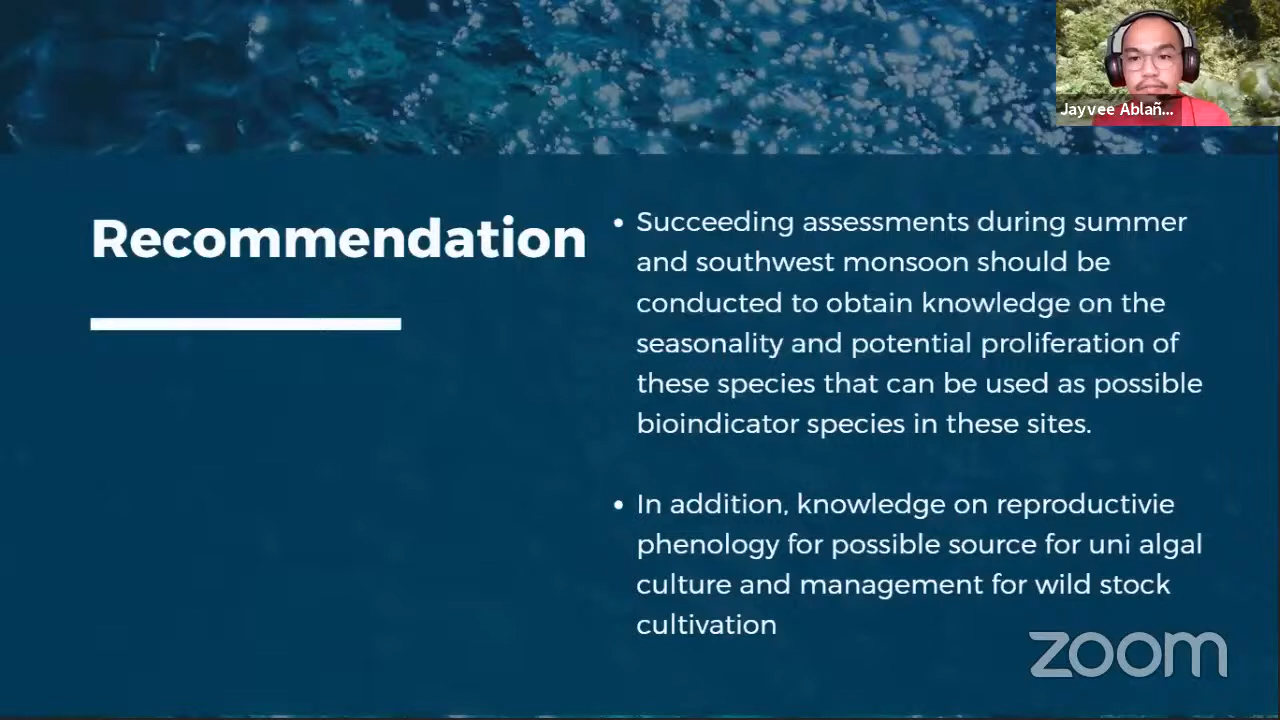 Jayvee Ablañ...
Recommendation
• Succeeding assessments during summer
and southwest monsoon should be
conducted to obtain knowledge on the
seasonality and potential proliferation of
these species that can be used as possible
bioindicator species in these sites.
• In addition, knowledge on reproductivie
phenology for possible source for uni algal
culture and management for wild stock
cultivation
zoom